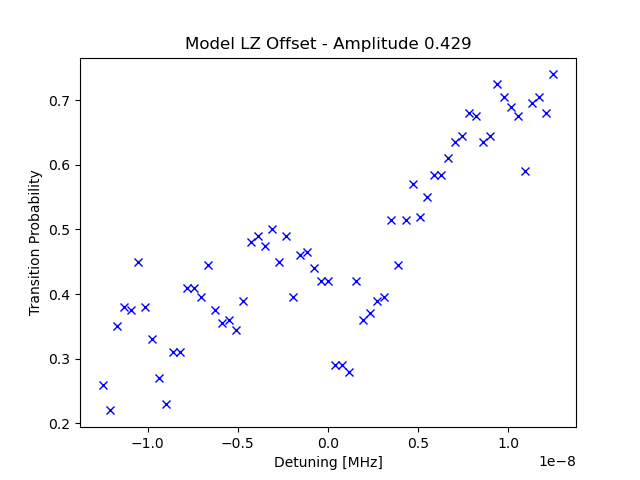 Model LZ Offset - Amplitude 0.429
Transition Probability
0.7
0.6
0.5
0.4
0.3
0.2
−1.0 −0.5 0.0 0.5 1.0
1e−8
Detuning [MHz]